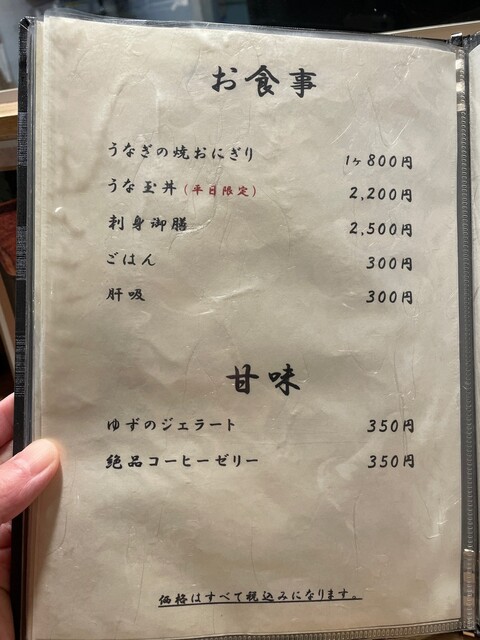 お食事
うなぎの焼おにぎり 1ヶ800円
うな玉丼(平日限定) 2,200円
刺身御膳 2,500円
ごはん 300円
肝吸 300円
甘味
ゆずのジェラート 350円
絶品コーヒーゼリー 350円
価格はすべて税込みになります。